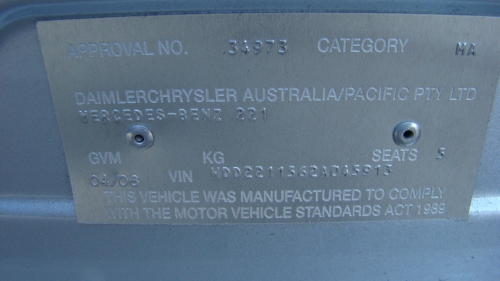 APPROVAL NO. 34973 CATEGORY MA
DAIMLERCHRYSLER AUSTRALIA/PACIFIC PTY LTD
MERCEDES-BENZ 221
GVM KG SEATS 5
04/06 VIN WDD2211562A045913
THIS VEHICLE WAS MANUFACTURED TO COMPLY
WITH THE MOTOR VEHICLE STANDARDS ACT 1989